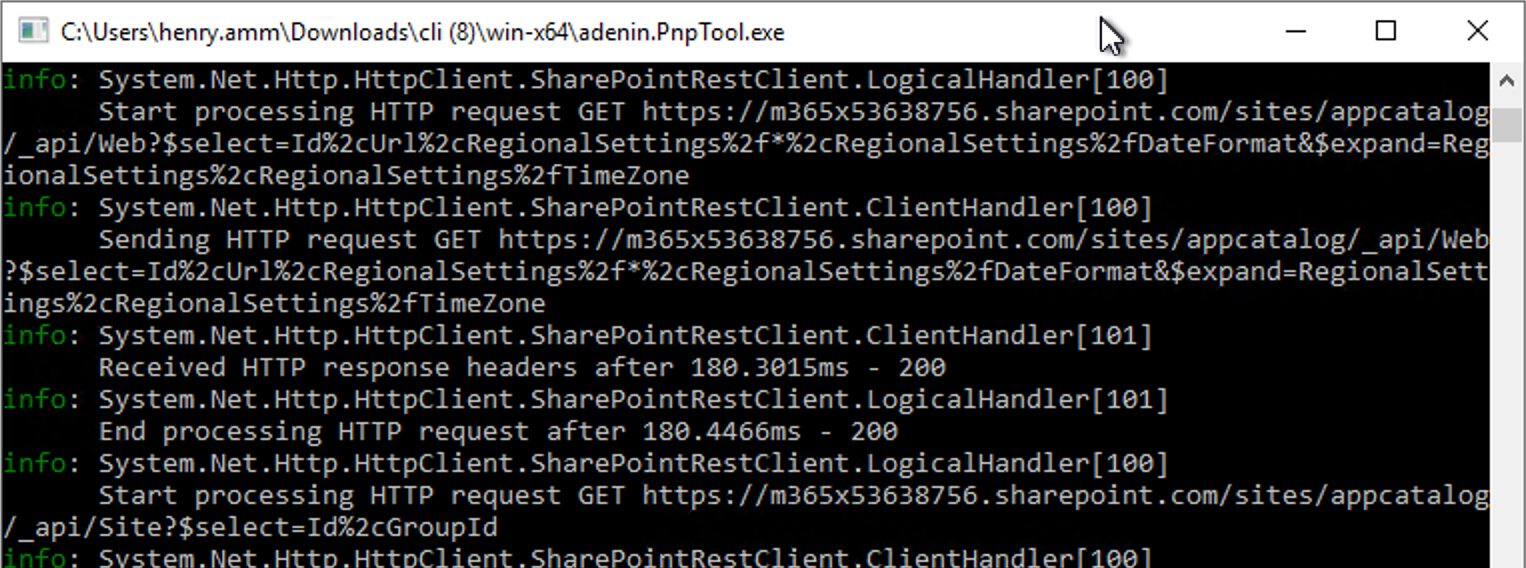 C:\Users\henry.amm\Downloads\cli (8)\win-x64\adenin.PnpTool.exe
info: System.Net.Http.HttpClient.SharePointRestClient.LogicalHandler[100]
      Start processing HTTP request GET https://m365x53638756.sharepoint.com/sites/appcatalog
/_api/Web?$select=Id%2cUrl%2cRegionalSettings%2f*%2cRegionalSettings%2fDateFormat&$expand=Reg
ionalSettings%2cRegionalSettings%2fTimeZone
info: System.Net.Http.HttpClient.SharePointRestClient.ClientHandler[100]
      Sending HTTP request GET https://m365x53638756.sharepoint.com/sites/appcatalog/_api/Web
?$select=Id%2cUrl%2cRegionalSettings%2f*%2cRegionalSettings%2fDateFormat&$expand=RegionalSett
ings%2cRegionalSettings%2fTimeZone
info: System.Net.Http.HttpClient.SharePointRestClient.ClientHandler[101]
      Received HTTP response headers after 180.3015ms - 200
info: System.Net.Http.HttpClient.SharePointRestClient.LogicalHandler[101]
      End processing HTTP request after 180.4466ms - 200
info: System.Net.Http.HttpClient.SharePointRestClient.LogicalHandler[100]
      Start processing HTTP request GET https://m365x53638756.sharepoint.com/sites/appcatalog
/_api/Site?$select=Id%2cGroupId
info: System.Net.Http.HttpClient.SharePointRestClient.ClientHandler[100]